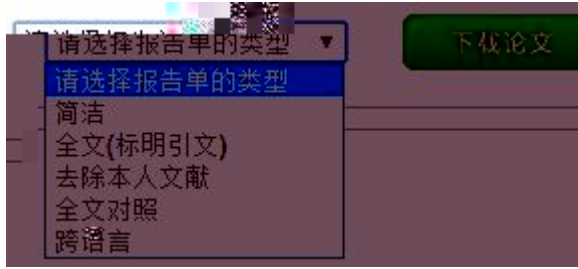 请选择报告单的类型 ▼ 下载论文
请选择报告单的类型
简洁
全文(标明引文)
去除本人文献
全文对照
跨语言